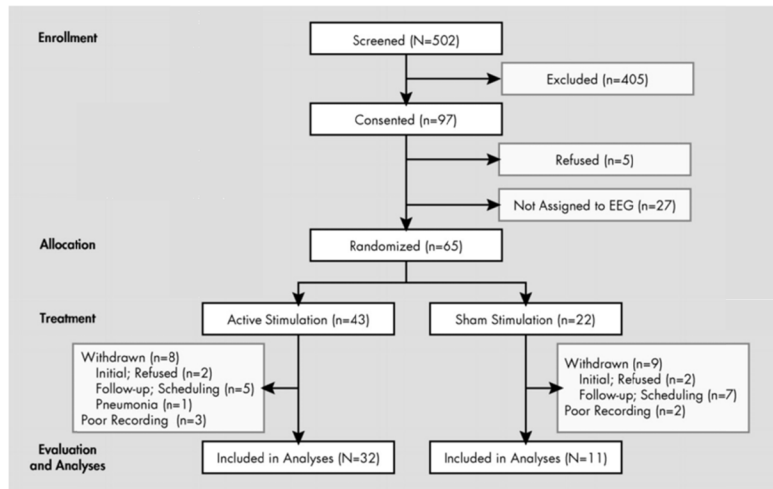 Enrollment
Screened (N=502)
Excluded (n=405)
Consented (n=97)
Refused (n=5)
Not Assigned to EEG (n=27)
Allocation
Randomized (n=65)
Treatment
Active Stimulation (n=43)
Sham Stimulation (n=22)
Withdrawn (n=8)
Initial; Refused (n=2)
Follow-up; Scheduling (n=5)
Pneumonia (n=1)
Poor Recording (n=3)
Withdrawn (n=9)
Initial; Refused (n=2)
Follow-up; Scheduling (n=7)
Poor Recording (n=2)
Evaluation
and Analyses
Included in Analyses (N=32)
Included in Analyses (N=11)